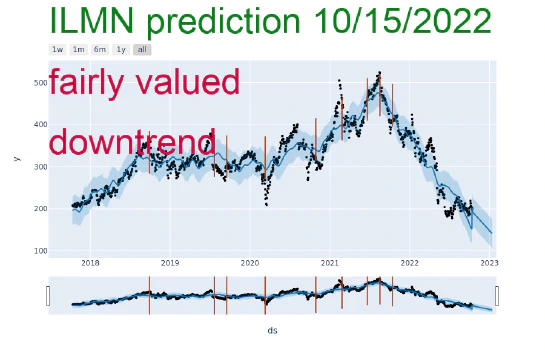 ILMN prediction 10/15/2022
1w 1m 6m 1y all
fairly valued
downtrend
500
400
300
200
100
y
2018 2019 2020 2021 2022 2023
ds